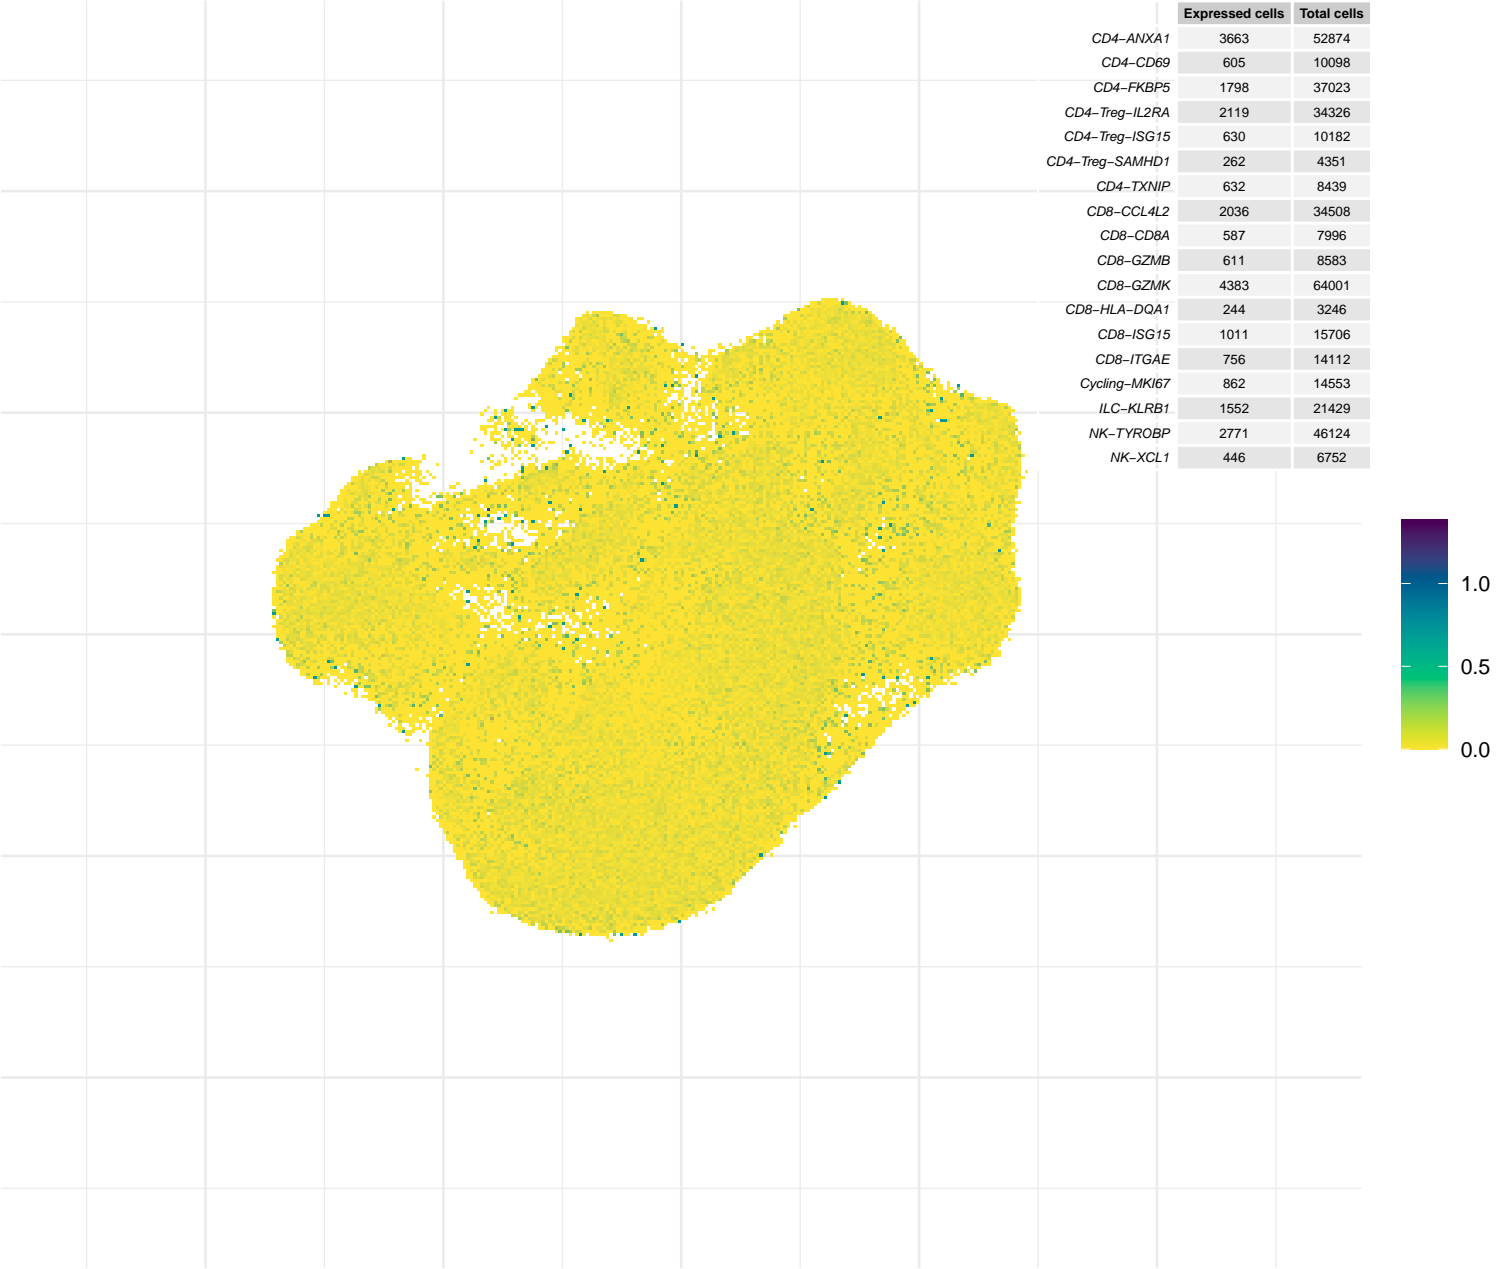 Expressed cells Total cells
CD4−ANXA1 3663 52874
CD4−CD69 605 10098
CD4−FKBP5 1798 37023
CD4−Treg−IL2RA 2119 34326
CD4−Treg−ISG15 630 10182
CD4−Treg−SAMHD1 262 4351
CD4−TXNIP 632 8439
CD8−CCL4L2 2036 34508
CD8−CD8A 587 7996
CD8−GZMB 611 8583
CD8−GZMK 4383 64001
CD8−HLA−DQA1 244 3246
CD8−ISG15 1011 15706
CD8−ITGAE 756 14112
Cycling−MKI67 862 14553
ILC−KLRB1 1552 21429
NK−TYROBP 2771 46124
NK−XCL1 446 6752
1.0
0.5
0.0